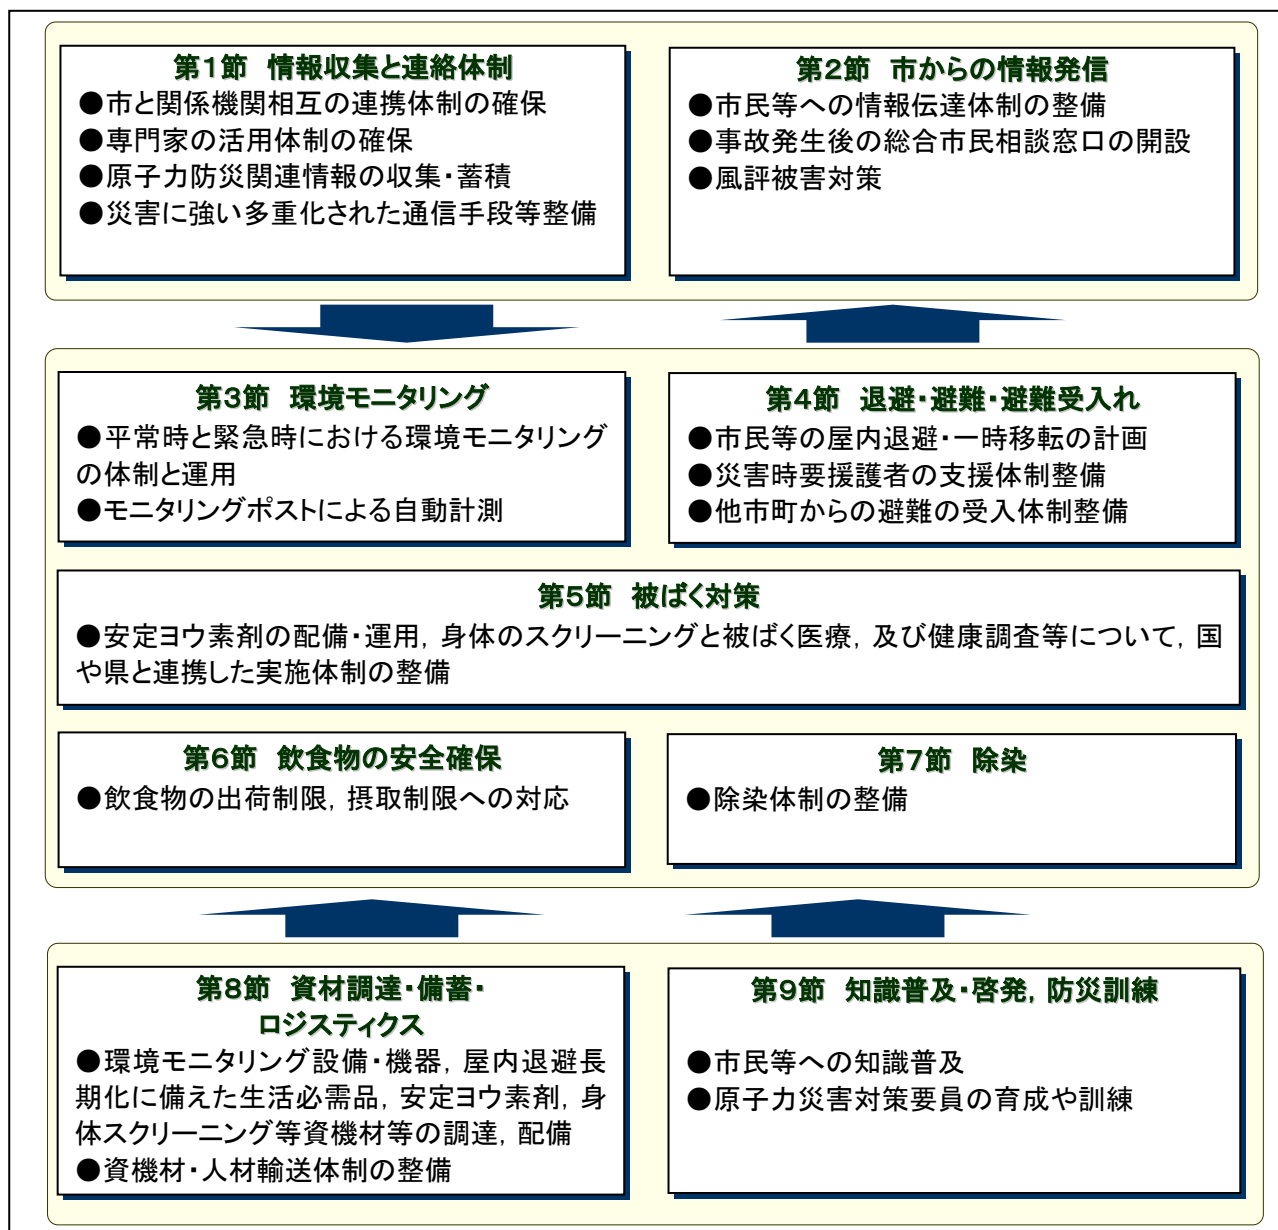 第1節 情報収集と連絡体制
●市と関係機関相互の連携体制の確保
●専門家の活用体制の確保
●原子力防災関連情報の収集・蓄積
●災害に強い多重化された通信手段等整備
第2節 市からの情報発信
●市民等への情報伝達体制の整備
●事故発生後の総合市民相談窓口の開設
●風評被害対策
第3節 環境モニタリング
●平常時と緊急時における環境モニタリング
の体制と運用
●モニタリングポストによる自動計測
第4節 退避・避難・避難受入れ
●市民等の屋内退避・一時移転の計画
●災害時要援護者の支援体制整備
●他市町からの避難の受入体制整備
第5節 被ばく対策
●安定ヨウ素剤の配備・運用, 身体のスクリーニングと被ばく医療, 及び健康調査等について, 国
や県と連携した実施体制の整備
第6節 飲食物の安全確保
●飲食物の出荷制限, 摂取制限への対応
第7節 除染
●除染体制の整備
第8節 資材調達・備蓄・
ロジスティクス
●環境モニタリング設備・機器, 屋内退避長
期化に備えた生活必需品, 安定ヨウ素剤, 身
体スクリーニング等資機材等の調達, 配備
●資機材・人材輸送体制の整備
第9節 知識普及・啓発, 防災訓練
●市民等への知識普及
●原子力災害対策要員の育成や訓練